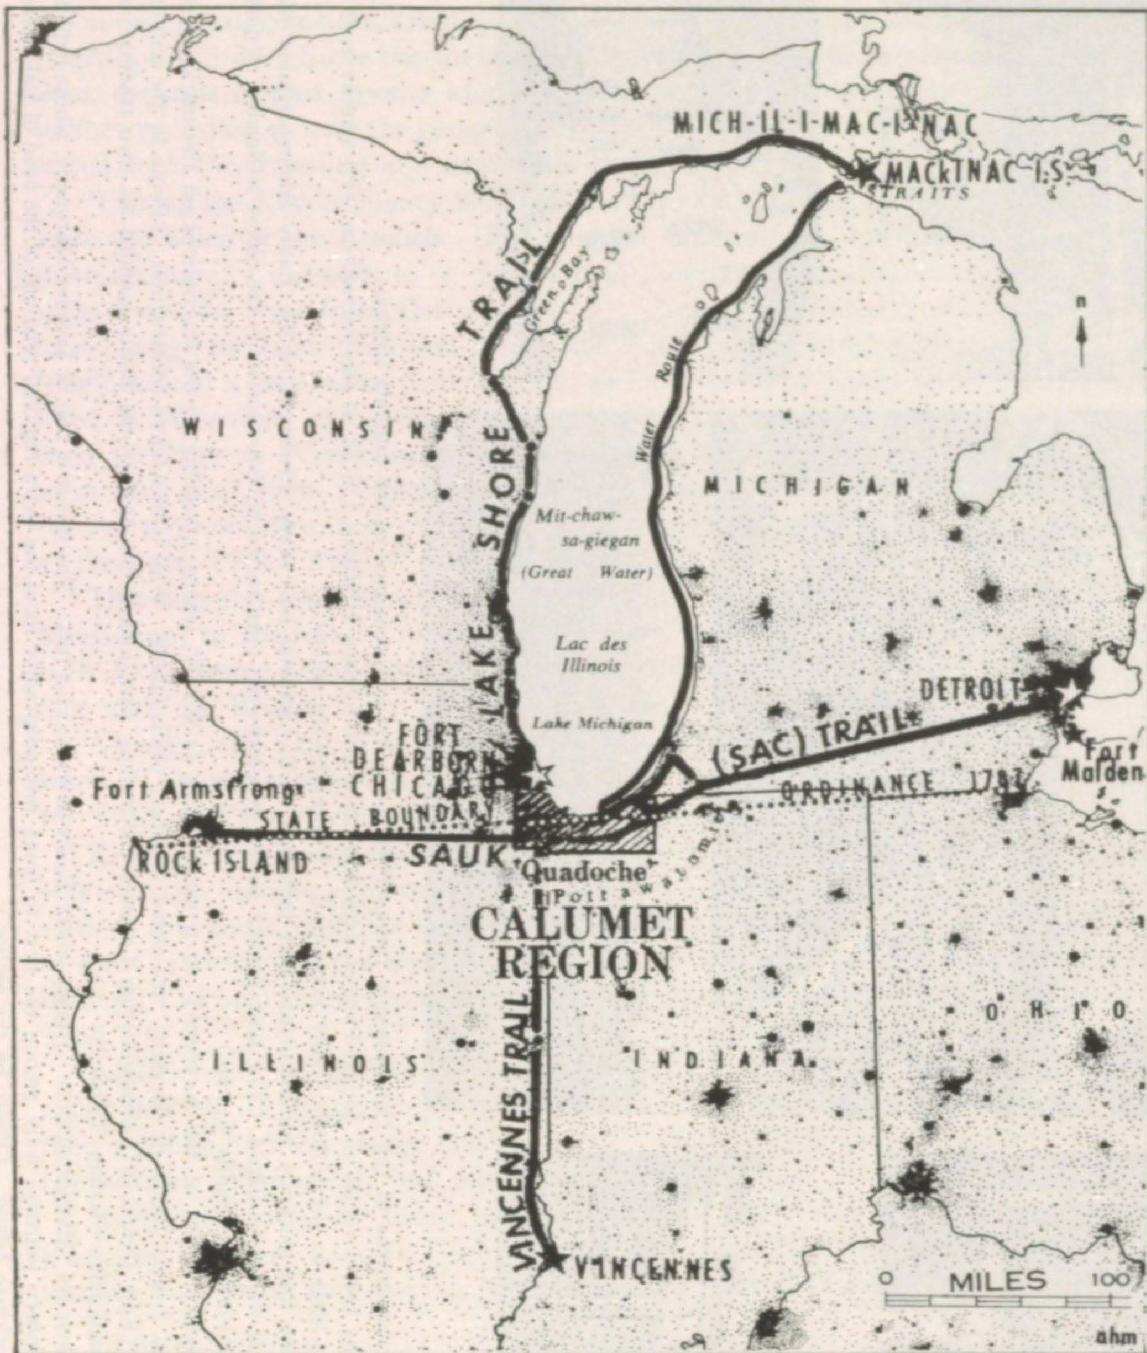 MICH-IL-I-MAC-I-NAC
MACKINAC IS.
STRAITS
TRAIL
Green Bay
n
Water Route
WISCONSIN
MICHIGAN
LAKE SHORE
Mit-chaw-
sa-giegan
(Great Water)
Lac des
Illinois
Lake Michigan
DETROIT
(SAC) TRAIL
Fort
Malden
FORT
DEARBORN
CHICAGO
ORDINANCE
Fort Armstrong
STATE BOUNDARY
ROCK ISLAND
SAUK
Quadoche
Pottawatomie
CALUMET
REGION
OHIO
ILLINOIS
INDIANA
VINCENNES TRAIL
VINCENNES
0 MILES 100
ahm